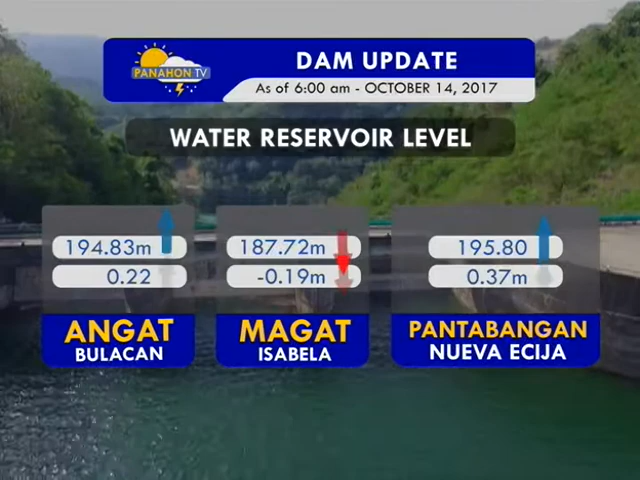 PANAHON TV
DAM UPDATE
As of 6:00 am - OCTOBER 14, 2017
WATER RESERVOIR LEVEL
194.83m
0.22
ANGAT
BULACAN
187.72m
-0.19m
MAGAT
ISABELA
195.80
0.37m
PANTABANGAN
NUEVA ECIJA